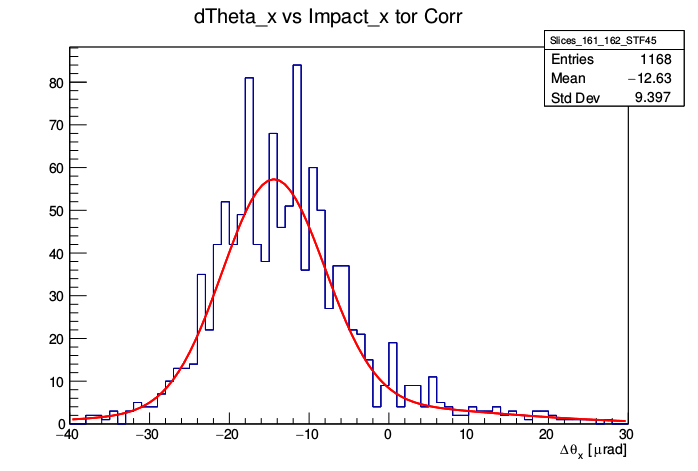 dTheta_x vs Impact_x tor Corr
Slices_161_162_STF45
Entries 1168
Mean −12.63
Std Dev 9.397
80
70
60
50
40
30
20
10
0
−40 −30 −20 −10 0 10 20 30
Δθx [μrad]